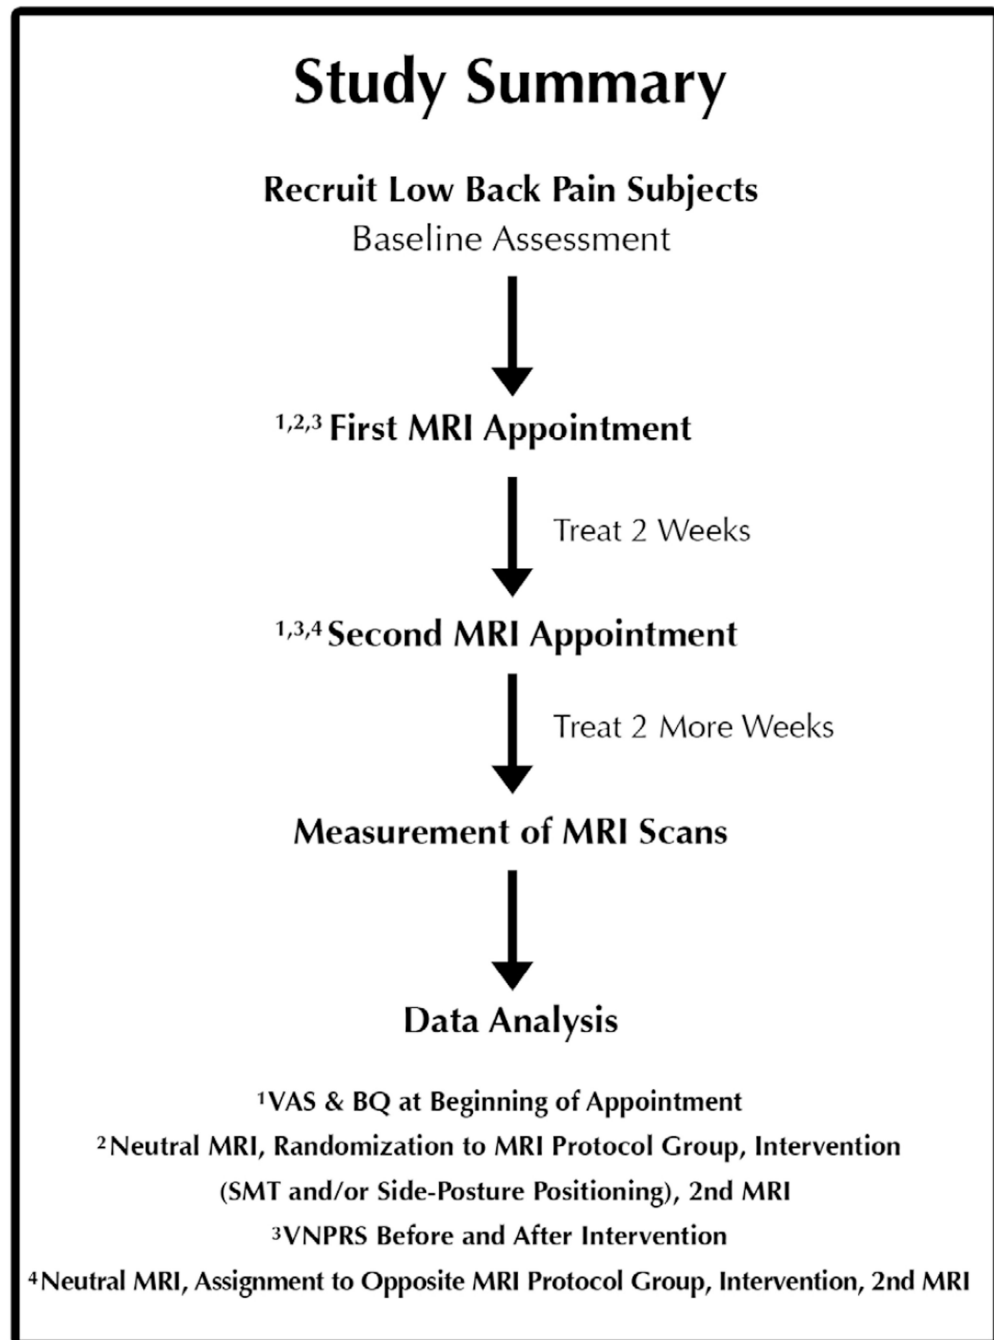 Study Summary
Recruit Low Back Pain Subjects
Baseline Assessment
1,2,3 First MRI Appointment
Treat 2 Weeks
1,3,4 Second MRI Appointment
Treat 2 More Weeks
Measurement of MRI Scans
Data Analysis
1VAS & BQ at Beginning of Appointment
2Neutral MRI, Randomization to MRI Protocol Group, Intervention
(SMT and/or Side-Posture Positioning), 2nd MRI
3VNPRS Before and After Intervention
4Neutral MRI, Assignment to Opposite MRI Protocol Group, Intervention, 2nd MRI